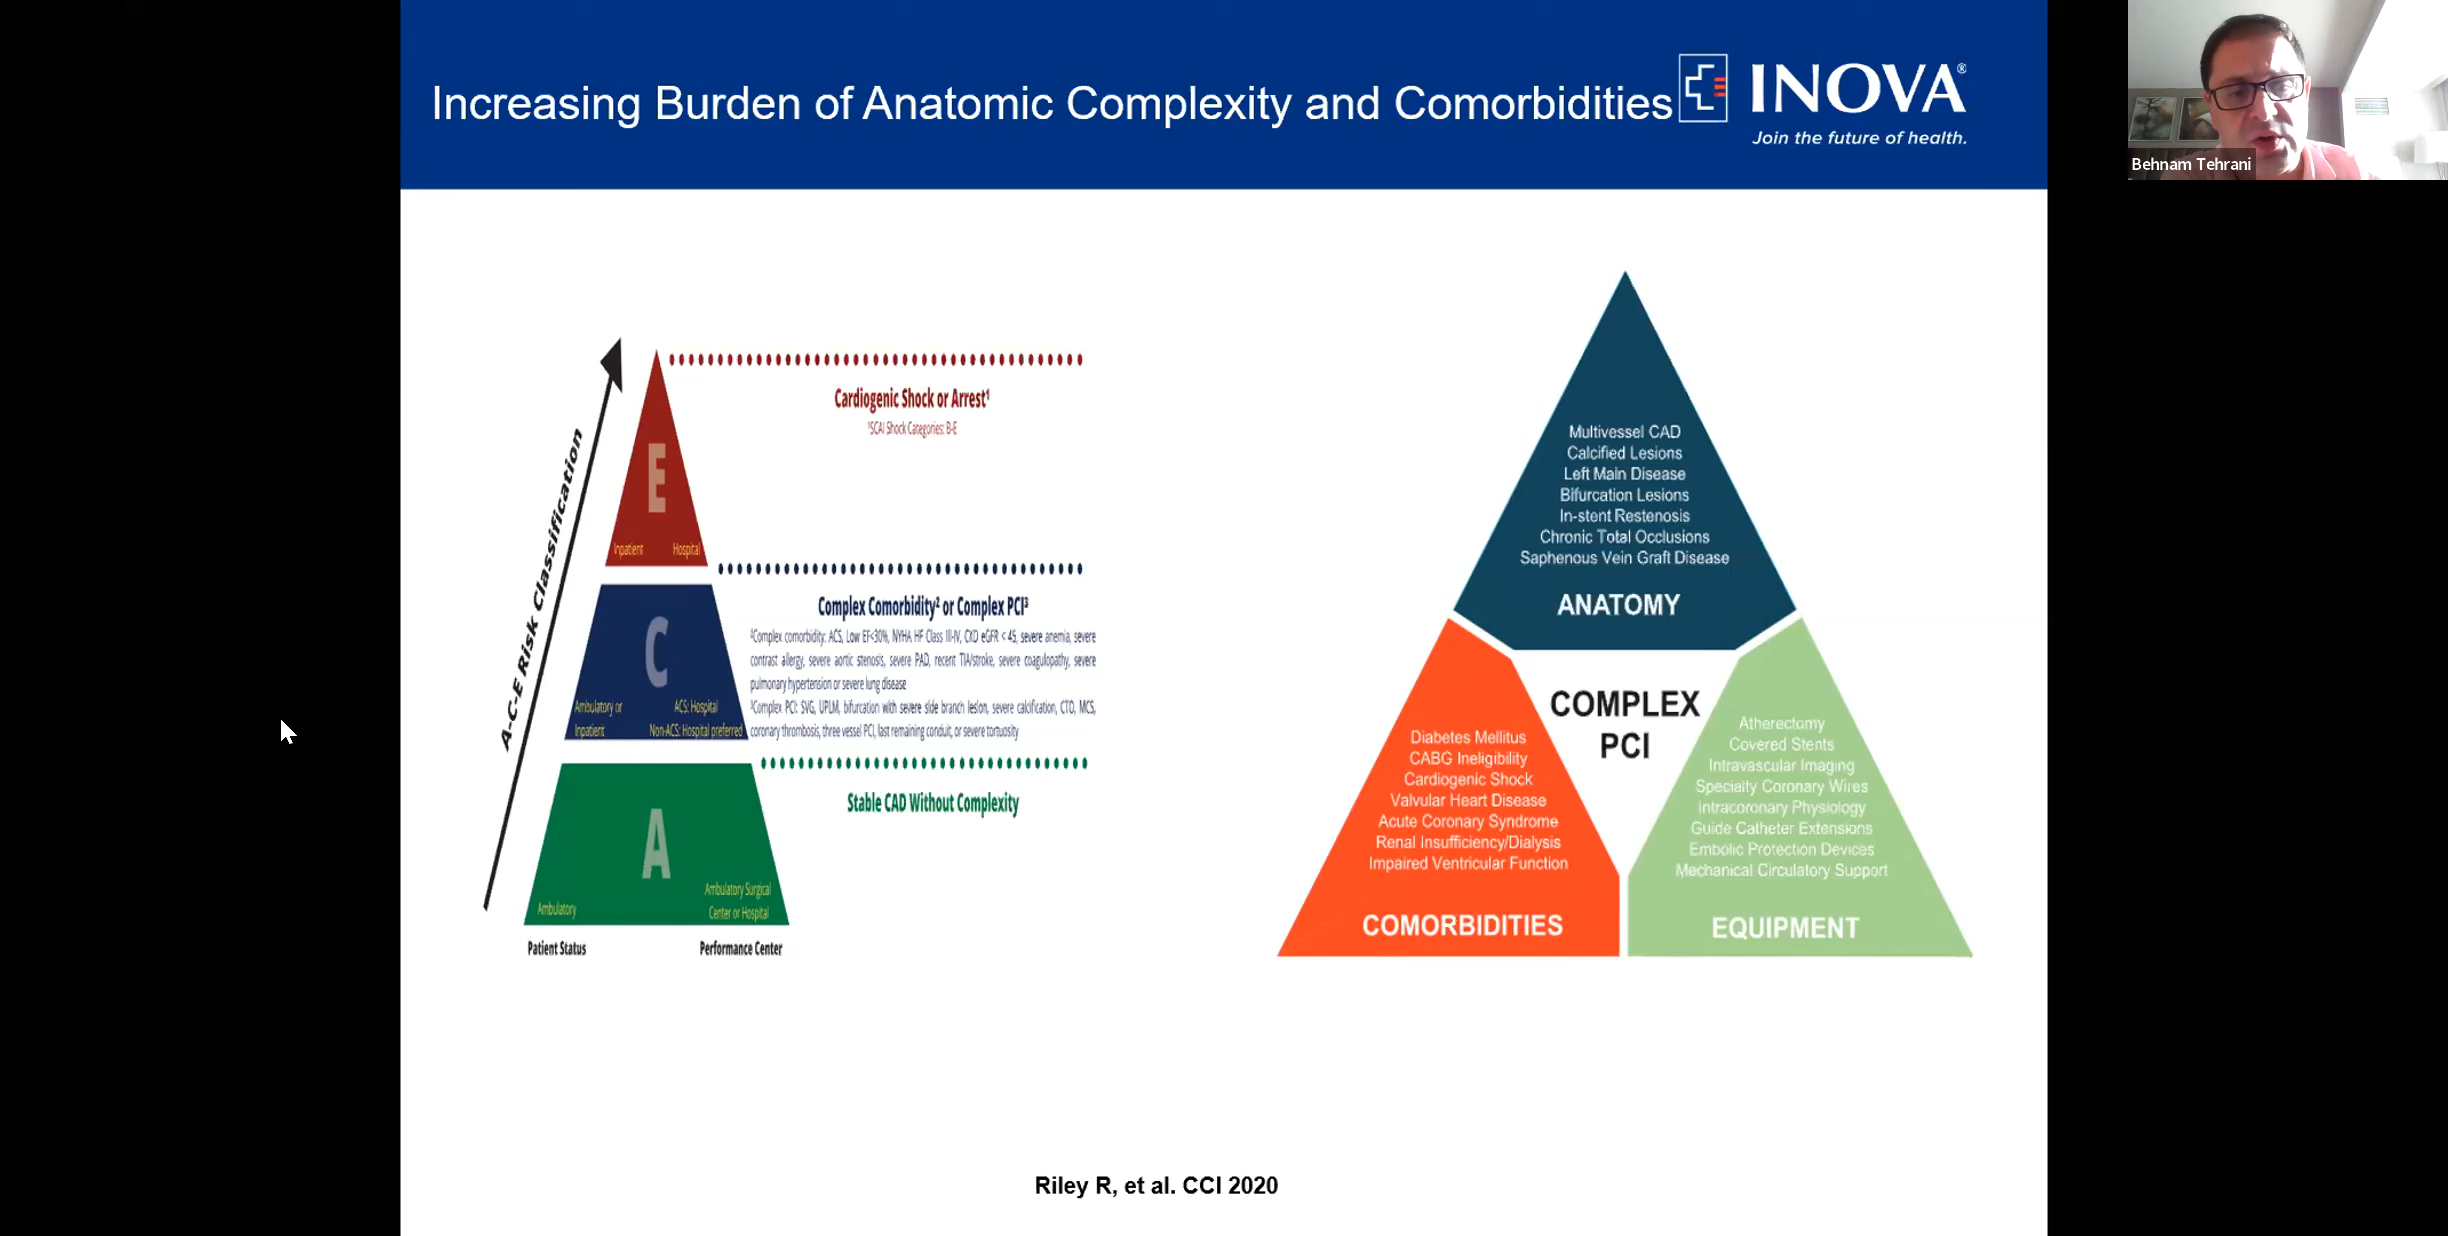 Increasing Burden of Anatomic Complexity and Comorbidities
INOVA®
Join the future of health.
Behnam Tehrani
A-C-E Risk Classification
E
Inpatient Hospital
Cardiogenic Shock or Arrest¹
¹SCAI Shock Categories: B-E
C
Ambulatory or
Inpatient
ACS: Hospital
Non-ACS: Hospital preferred
Complex Comorbidity² or Complex PCI³
²Complex comorbidity: ACS, Low EF<30%, NYHA HF Class III-IV, CKD eGFR < 45, severe anemia, severe
contrast allergy, severe aortic stenosis, severe PAD, recent TIA/stroke, severe coagulopathy, severe
pulmonary hypertension or severe lung disease
³Complex PCI: SVG, UPLM, bifurcation with severe side branch lesion, severe calcification, CTO, MCS,
coronary thrombosis, three vessel PCI, last remaining conduit, or severe tortuosity
A
Ambulatory
Ambulatory Surgical
Center or Hospital
Stable CAD Without Complexity
Patient Status
Performance Center
Multivessel CAD
Calcified Lesions
Left Main Disease
Bifurcation Lesions
In-stent Restenosis
Chronic Total Occlusions
Saphenous Vein Graft Disease
ANATOMY
COMPLEX
PCI
Diabetes Mellitus
CABG Ineligibility
Cardiogenic Shock
Valvular Heart Disease
Acute Coronary Syndrome
Renal Insufficiency/Dialysis
Impaired Ventricular Function
COMORBIDITIES
Atherectomy
Covered Stents
Intravascular Imaging
Specialty Coronary Wires
Intracoronary Physiology
Guide Catheter Extensions
Embolic Protection Devices
Mechanical Circulatory Support
EQUIPMENT
Riley R, et al. CCI 2020